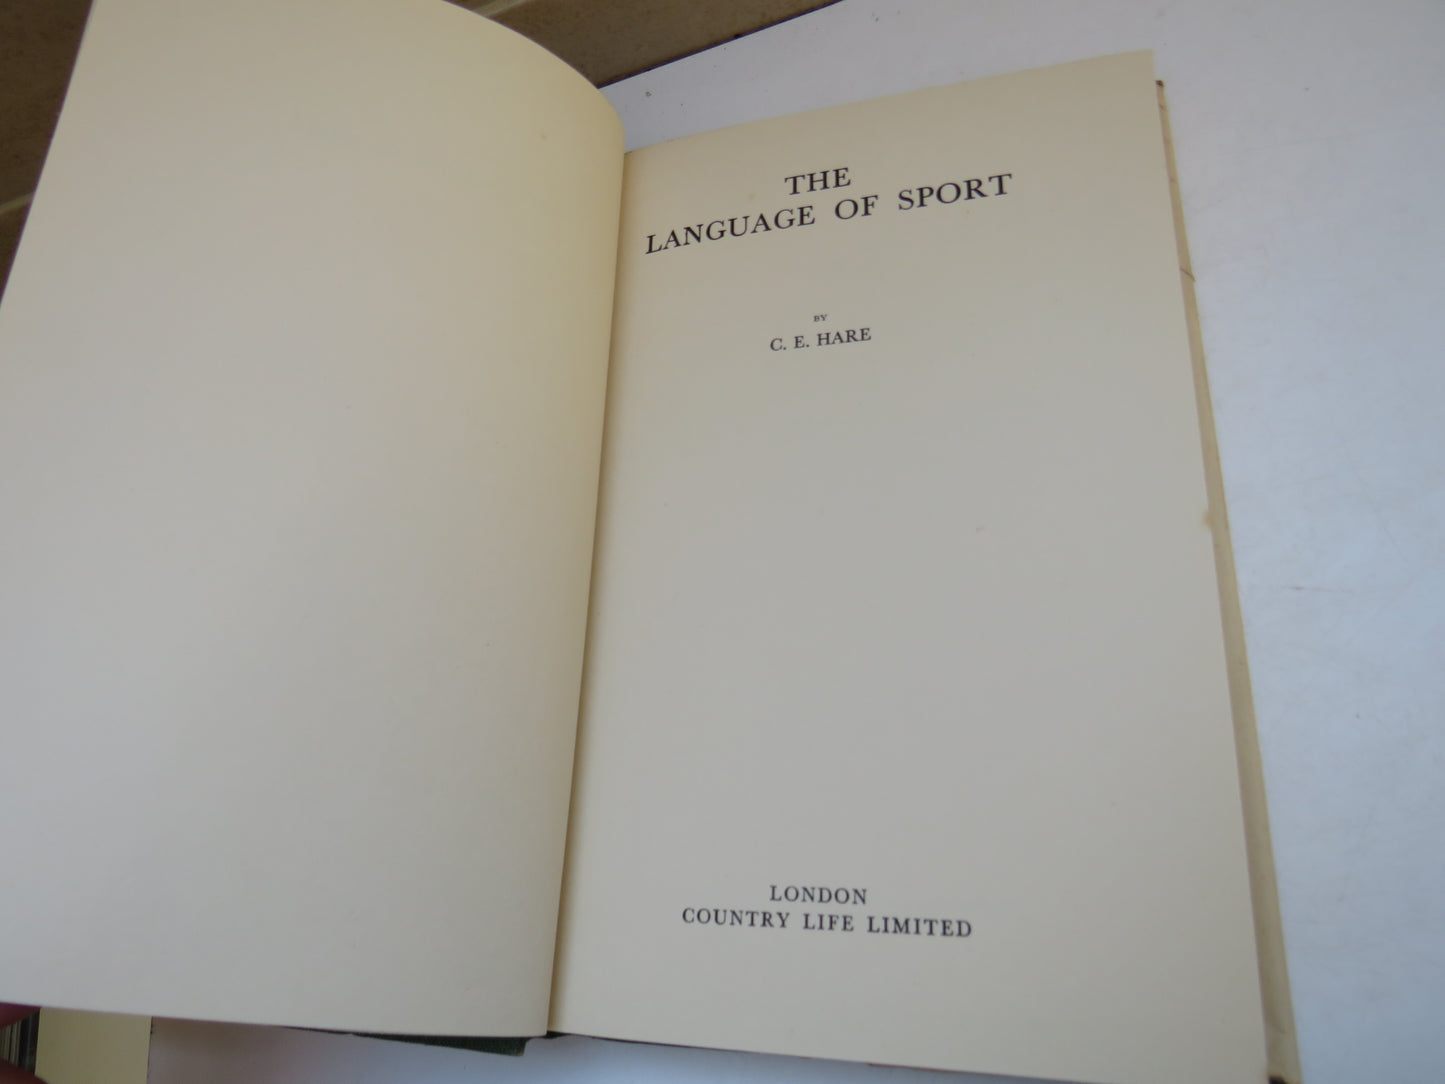 THE
LANGUAGE OF SPORT
BY
C. E. HARE
LONDON
COUNTRY LIFE LIMITED